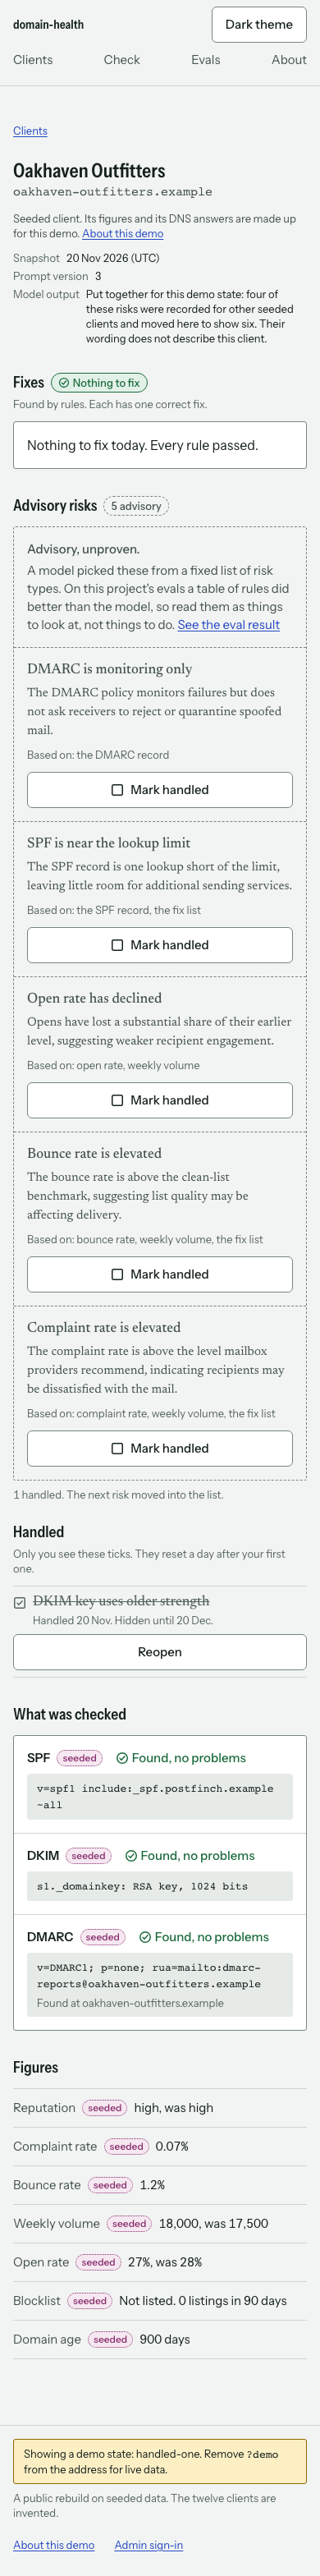 domain-health
Dark theme
Clients
Check
Evals
About
Clients
Oakhaven Outfitters
oakhaven-outfitters.example
Seeded client. Its figures and its DNS answers are made up
for this demo. About this demo
Snapshot 20 Nov 2026 (UTC)
Prompt version 3
Model output Put together for this demo state: four of
these risks were recorded for other seeded
clients and moved here to show six. Their
wording does not describe this client.
Fixes Nothing to fix
Found by rules. Each has one correct fix.
Nothing to fix today. Every rule passed.
Advisory risks 5 advisory
Advisory, unproven.
A model picked these from a fixed list of risk
types. On this project's evals a table of rules did
better than the model, so read them as things
to look at, not things to do. See the eval result
DMARC is monitoring only
The DMARC policy monitors failures but does
not ask receivers to reject or quarantine spoofed
mail.
Based on: the DMARC record
Mark handled
SPF is near the lookup limit
The SPF record is one lookup short of the limit,
leaving little room for additional sending services.
Based on: the SPF record, the fix list
Mark handled
Open rate has declined
Opens have lost a substantial share of their earlier
level, suggesting weaker recipient engagement.
Based on: open rate, weekly volume
Mark handled
Bounce rate is elevated
The bounce rate is above the clean-list
benchmark, suggesting list quality may be
affecting delivery.
Based on: bounce rate, weekly volume, the fix list
Mark handled
Complaint rate is elevated
The complaint rate is above the level mailbox
providers recommend, indicating recipients may
be dissatisfied with the mail.
Based on: complaint rate, weekly volume, the fix list
Mark handled
1 handled. The next risk moved into the list.
Handled
Only you see these ticks. They reset a day after your first
one.
DKIM key uses older strength
Handled 20 Nov. Hidden until 20 Dec.
Reopen
What was checked
SPF seeded Found, no problems
v=spf1 include:_spf.postfinch.example
~all
DKIM seeded Found, no problems
s1._domainkey: RSA key, 1024 bits
DMARC seeded Found, no problems
v=DMARC1; p=none; rua=mailto:dmarc-
reports@oakhaven-outfitters.example
Found at oakhaven-outfitters.example
Figures
Reputation seeded high, was high
Complaint rate seeded 0.07%
Bounce rate seeded 1.2%
Weekly volume seeded 18,000, was 17,500
Open rate seeded 27%, was 28%
Blocklist seeded Not listed. 0 listings in 90 days
Domain age seeded 900 days
Showing a demo state: handled-one. Remove ?demo
from the address for live data.
A public rebuild on seeded data. The twelve clients are
invented.
About this demo
Admin sign-in